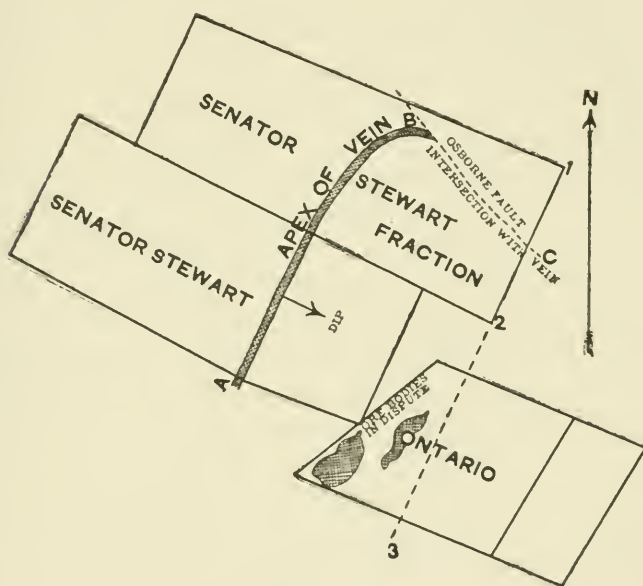 N
SENATOR
APEX OF VEIN B
OSBORNE FAULT
INTERSECTION WITH VEIN
1
STEWART
FRACTION
C
SENATOR STEWART
DIP
2
A
ORE BODIES
IN DISPUTE
ONTARIO
3